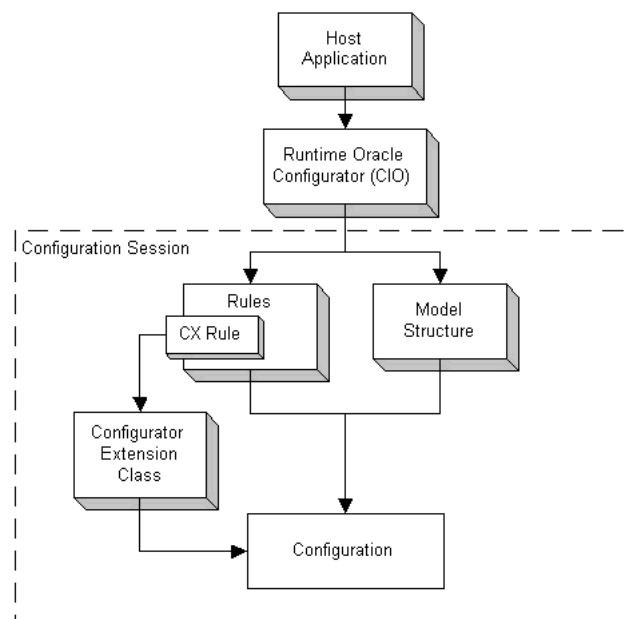 Host
Application
Runtime Oracle
Configurator (CIO)
Configuration Session
Rules
CX Rule
Model
Structure
Configurator
Extension
Class
Configuration